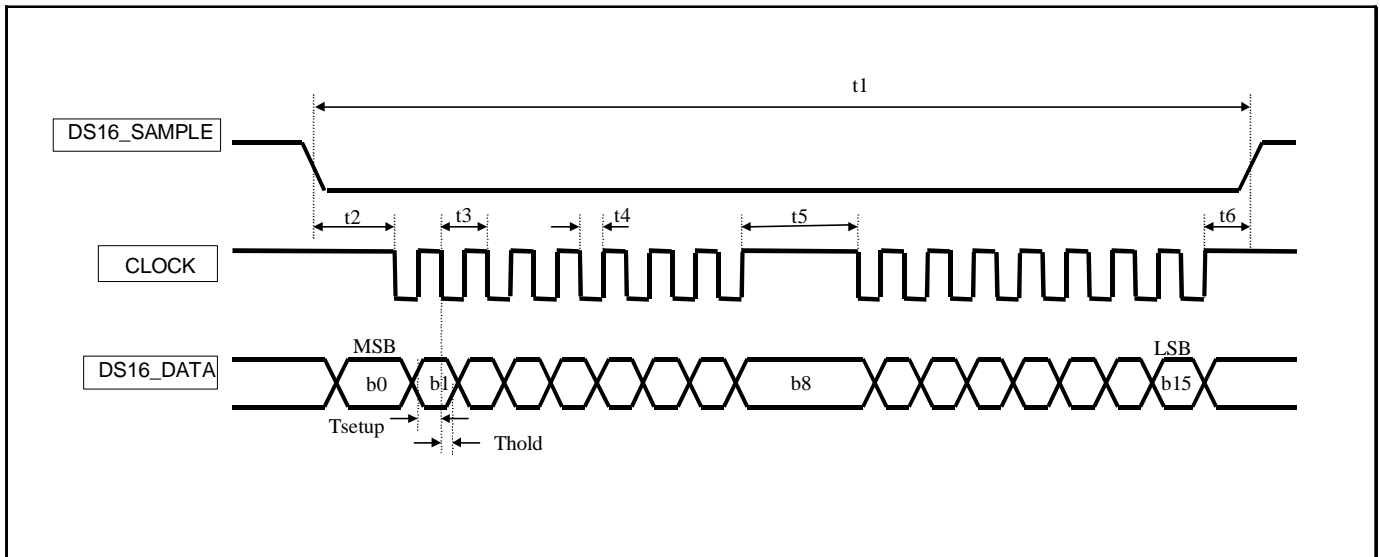 t1
DS16_SAMPLE
t2
t3
t4
t5
t6
CLOCK
MSB
LSB
DS16_DATA
b0
b1
b8
b15
Tsetup
Thold